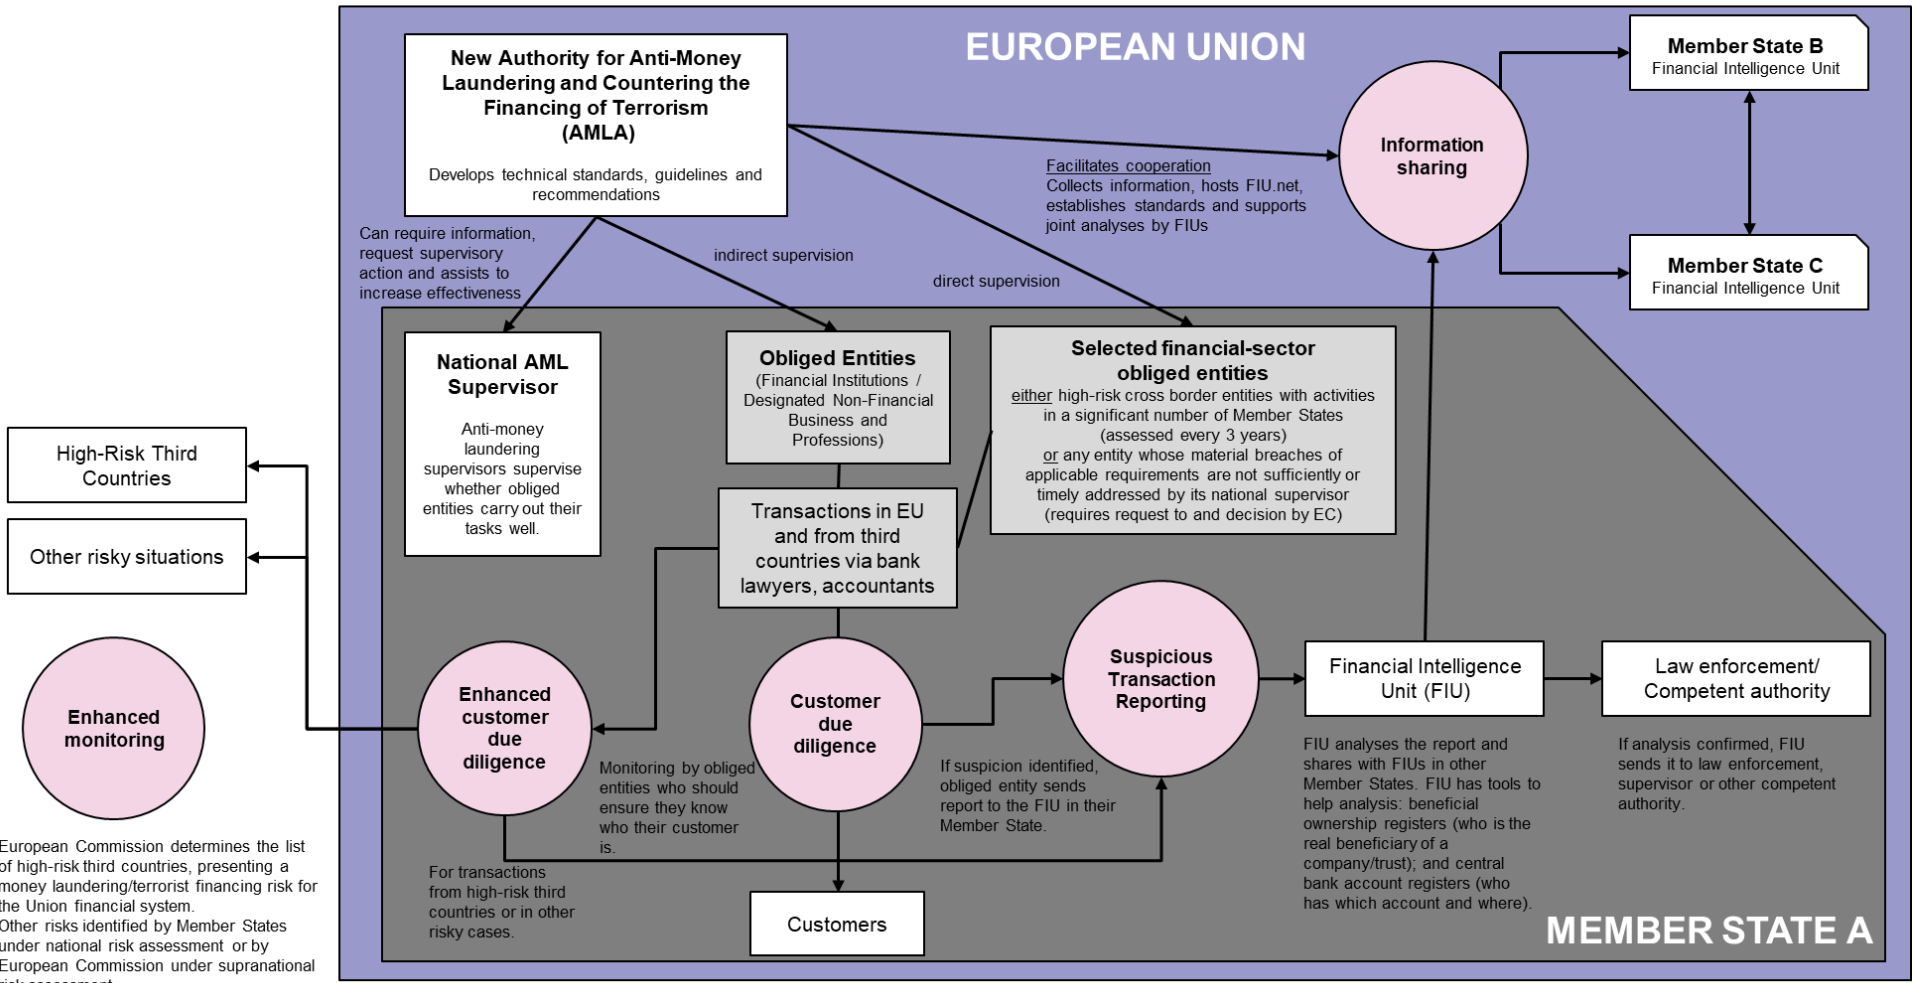 EUROPEAN UNION
New Authority for Anti-Money
Laundering and Countering the
Financing of Terrorism
(AMLA)
Develops technical standards, guidelines and
recommendations
Member State B
Financial Intelligence Unit
Information
sharing
Facilitates cooperation
Collects information, hosts FIU.net,
establishes standards and supports
joint analyses by FIUs
Member State C
Financial Intelligence Unit
Can require information,
request supervisory
action and assists to
increase effectiveness
indirect supervision
direct supervision
National AML
Supervisor
Anti-money
laundering
supervisors supervise
whether obliged
entities carry out their
tasks well.
Obliged Entities
(Financial Institutions /
Designated Non-Financial
Business and
Professions)
Selected financial-sector
obliged entities
either high-risk cross border entities with activities
in a significant number of Member States
(assessed every 3 years)
or any entity whose material breaches of
applicable requirements are not sufficiently or
timely addressed by its national supervisor
(requires request to and decision by EC)
High-Risk Third
Countries
Other risky situations
Transactions in EU
and from third
countries via bank
lawyers, accountants
Enhanced
monitoring
Enhanced
customer
due
diligence
Customer
due
diligence
Suspicious
Transaction
Reporting
Financial Intelligence
Unit (FIU)
Law enforcement/
Competent authority
Monitoring by obliged
entities who should
ensure they know
who their customer
is.
If suspicion identified,
obliged entity sends
report to the FIU in their
Member State.
FIU analyses the report and
shares with FIUs in other
Member States. FIU has tools to
help analysis: beneficial
ownership registers (who is the
real beneficiary of a
company/trust); and central
bank account registers (who
has which account and where).
If analysis confirmed, FIU
sends it to law enforcement,
supervisor or other competent
authority.
For transactions
from high-risk third
countries or in other
risky cases.
Customers
European Commission determines the list
of high-risk third countries, presenting a
money laundering/terrorist financing risk for
the Union financial system.
Other risks identified by Member States
under national risk assessment or by
European Commission under supranational
risk assessment
MEMBER STATE A